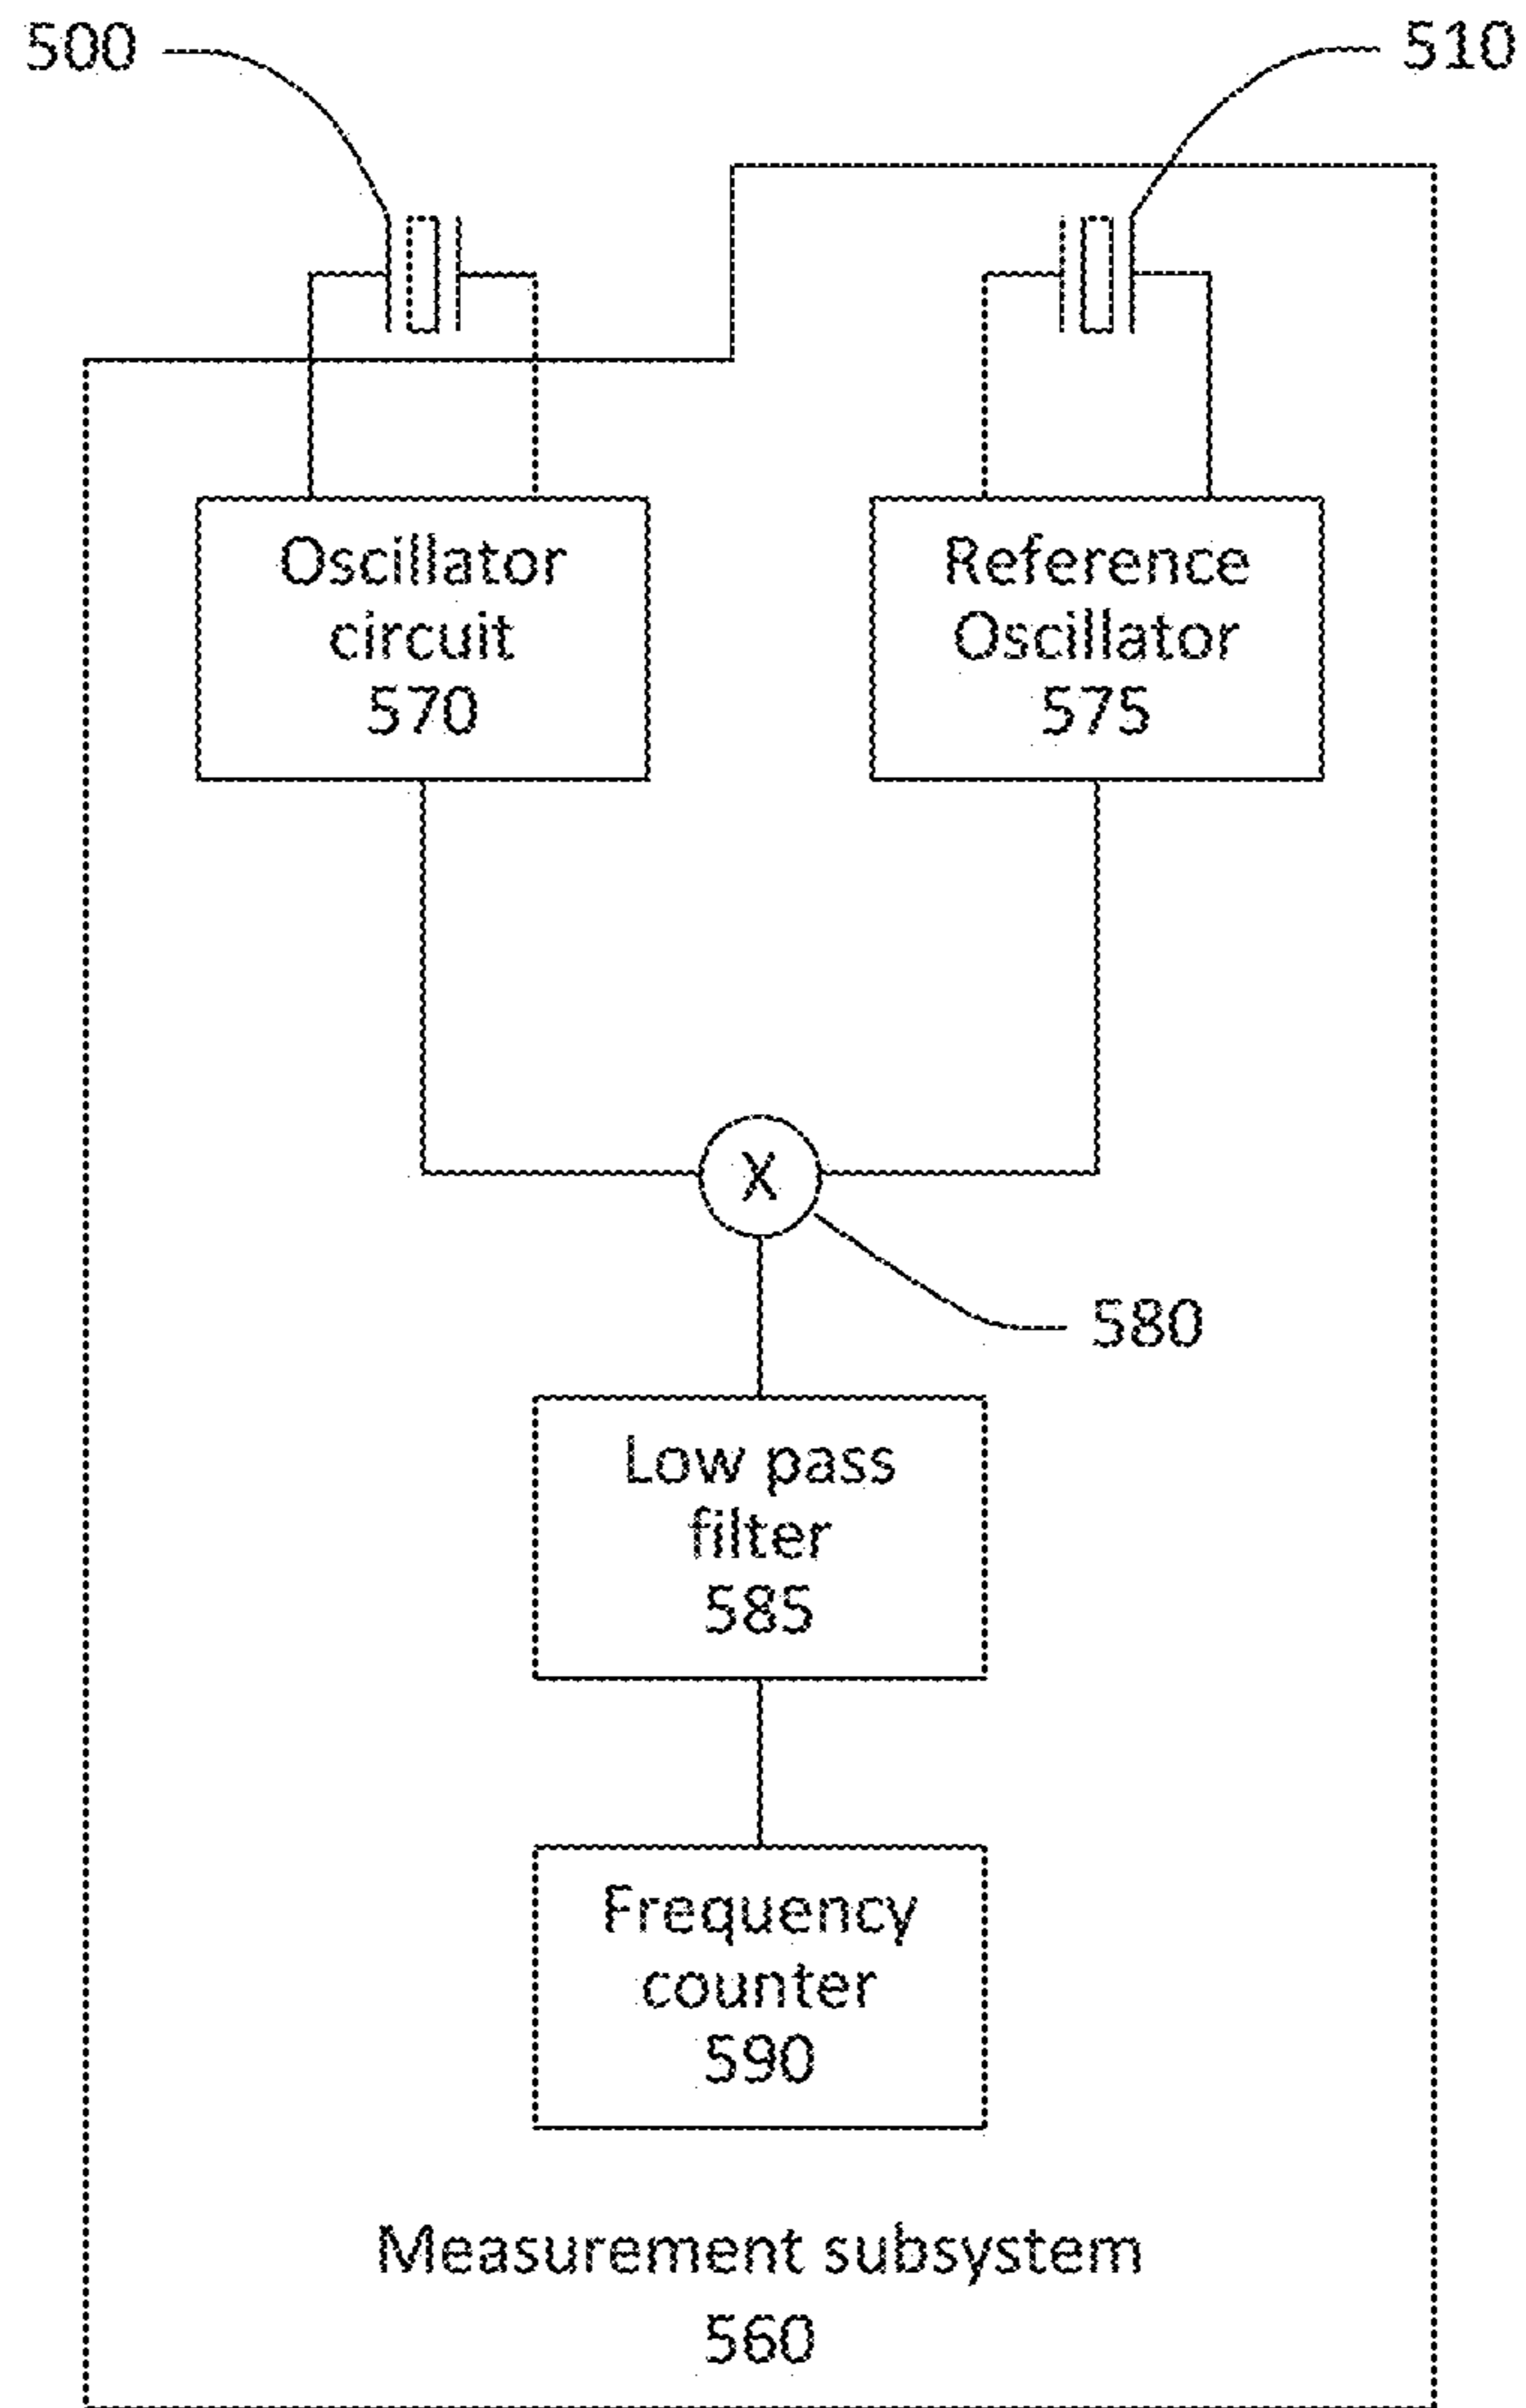 500
510
Oscillator
circuit
570
Reference
Oscillator
575
X
580
Low pass
filter
585
Frequency
counter
590
Measurement subsystem
560